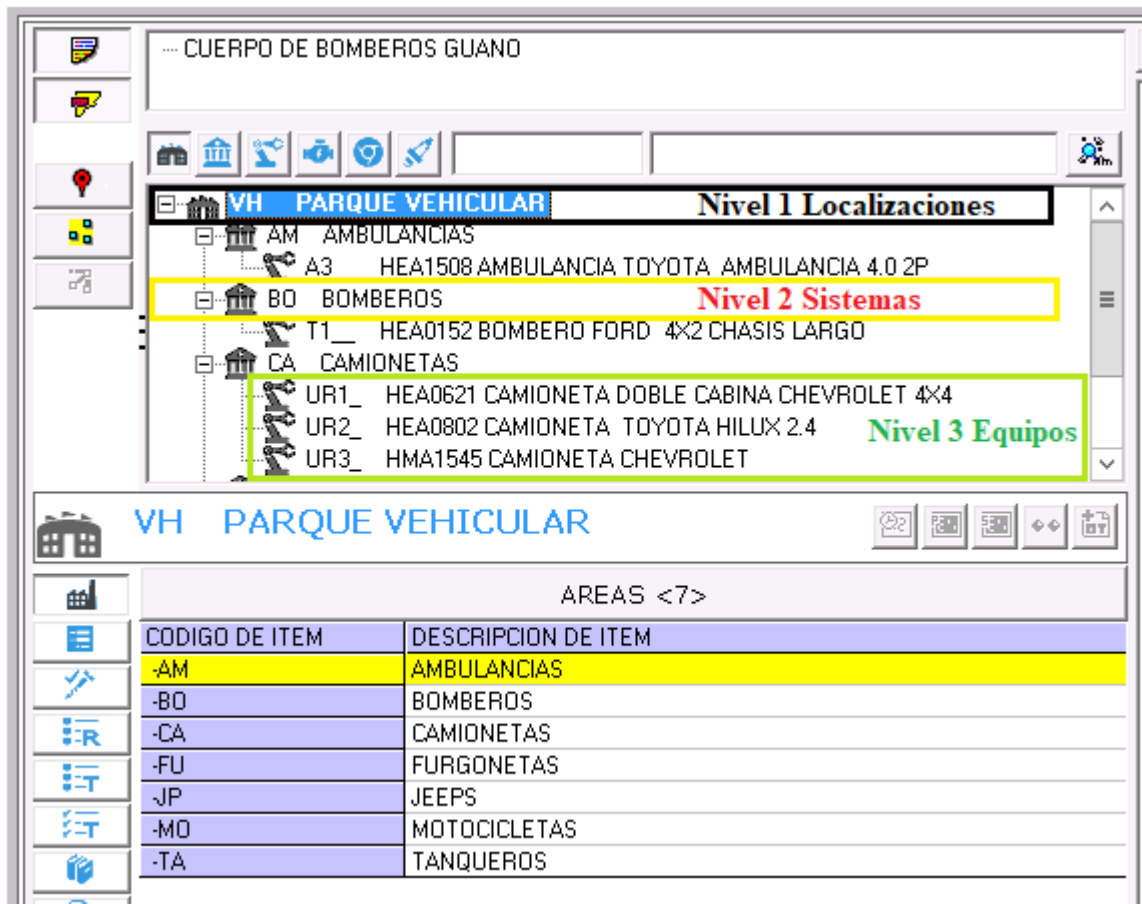 CUERPO DE BOMBEROS GUANO
VH PARQUE VEHICULAR Nivel 1 Localizaciones
AM AMBULANCIAS
A3 HEA1508 AMBULANCIA TOYOTA AMBULANCIA 4.0 2P
BO BOMBEROS Nivel 2 Sistemas
T1__ HEA0152 BOMBERO FORD 4X2 CHASIS LARGO
CA CAMIONETAS
UR1_ HEA0621 CAMIONETA DOBLE CABINA CHEVROLET 4X4
UR2_ HEA0802 CAMIONETA TOYOTA HILUX 2.4 Nivel 3 Equipos
UR3_ HMA1545 CAMIONETA CHEVROLET
VH PARQUE VEHICULAR
AREAS <7>
CODIGO DE ITEM DESCRIPCION DE ITEM
-AM AMBULANCIAS
-BO BOMBEROS
-CA CAMIONETAS
-FU FURGONETAS
-JP JEEPS
-MO MOTOCICLETAS
-TA TANQUEROS